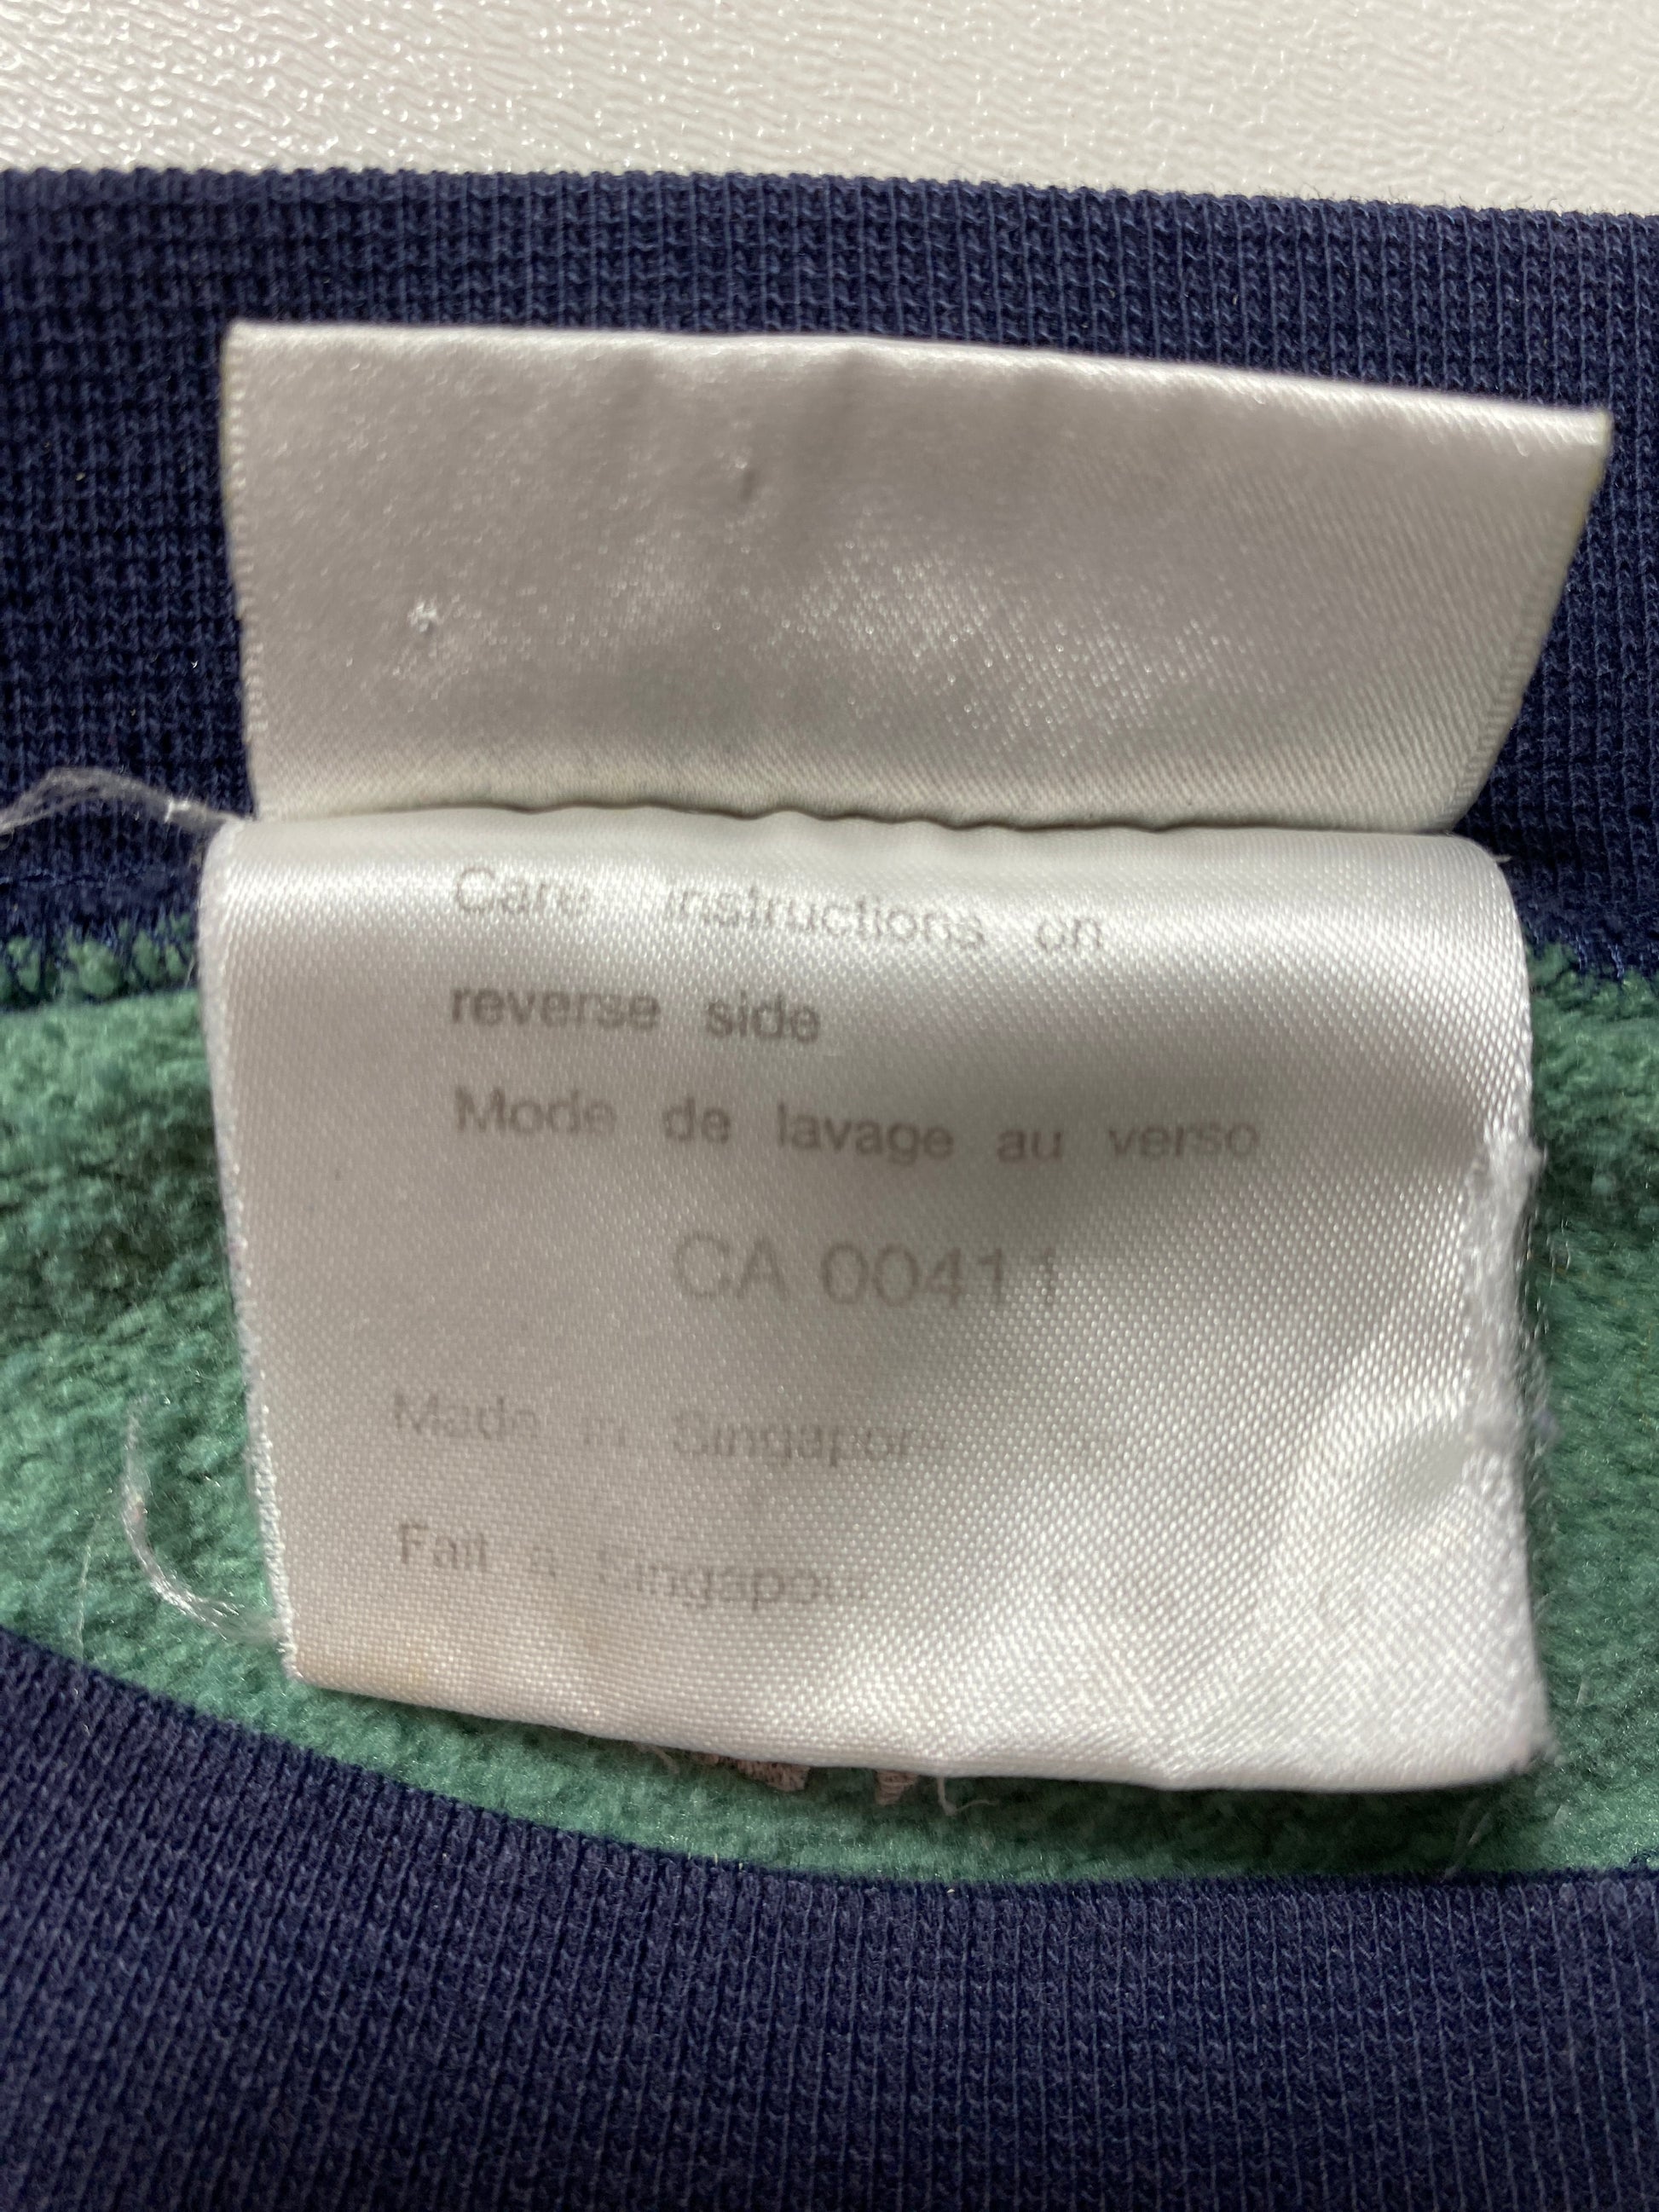 Care instructions on
reverse side
Mode de lavage au verso
CA 00411
Made in Singapore
Fait a Singapour